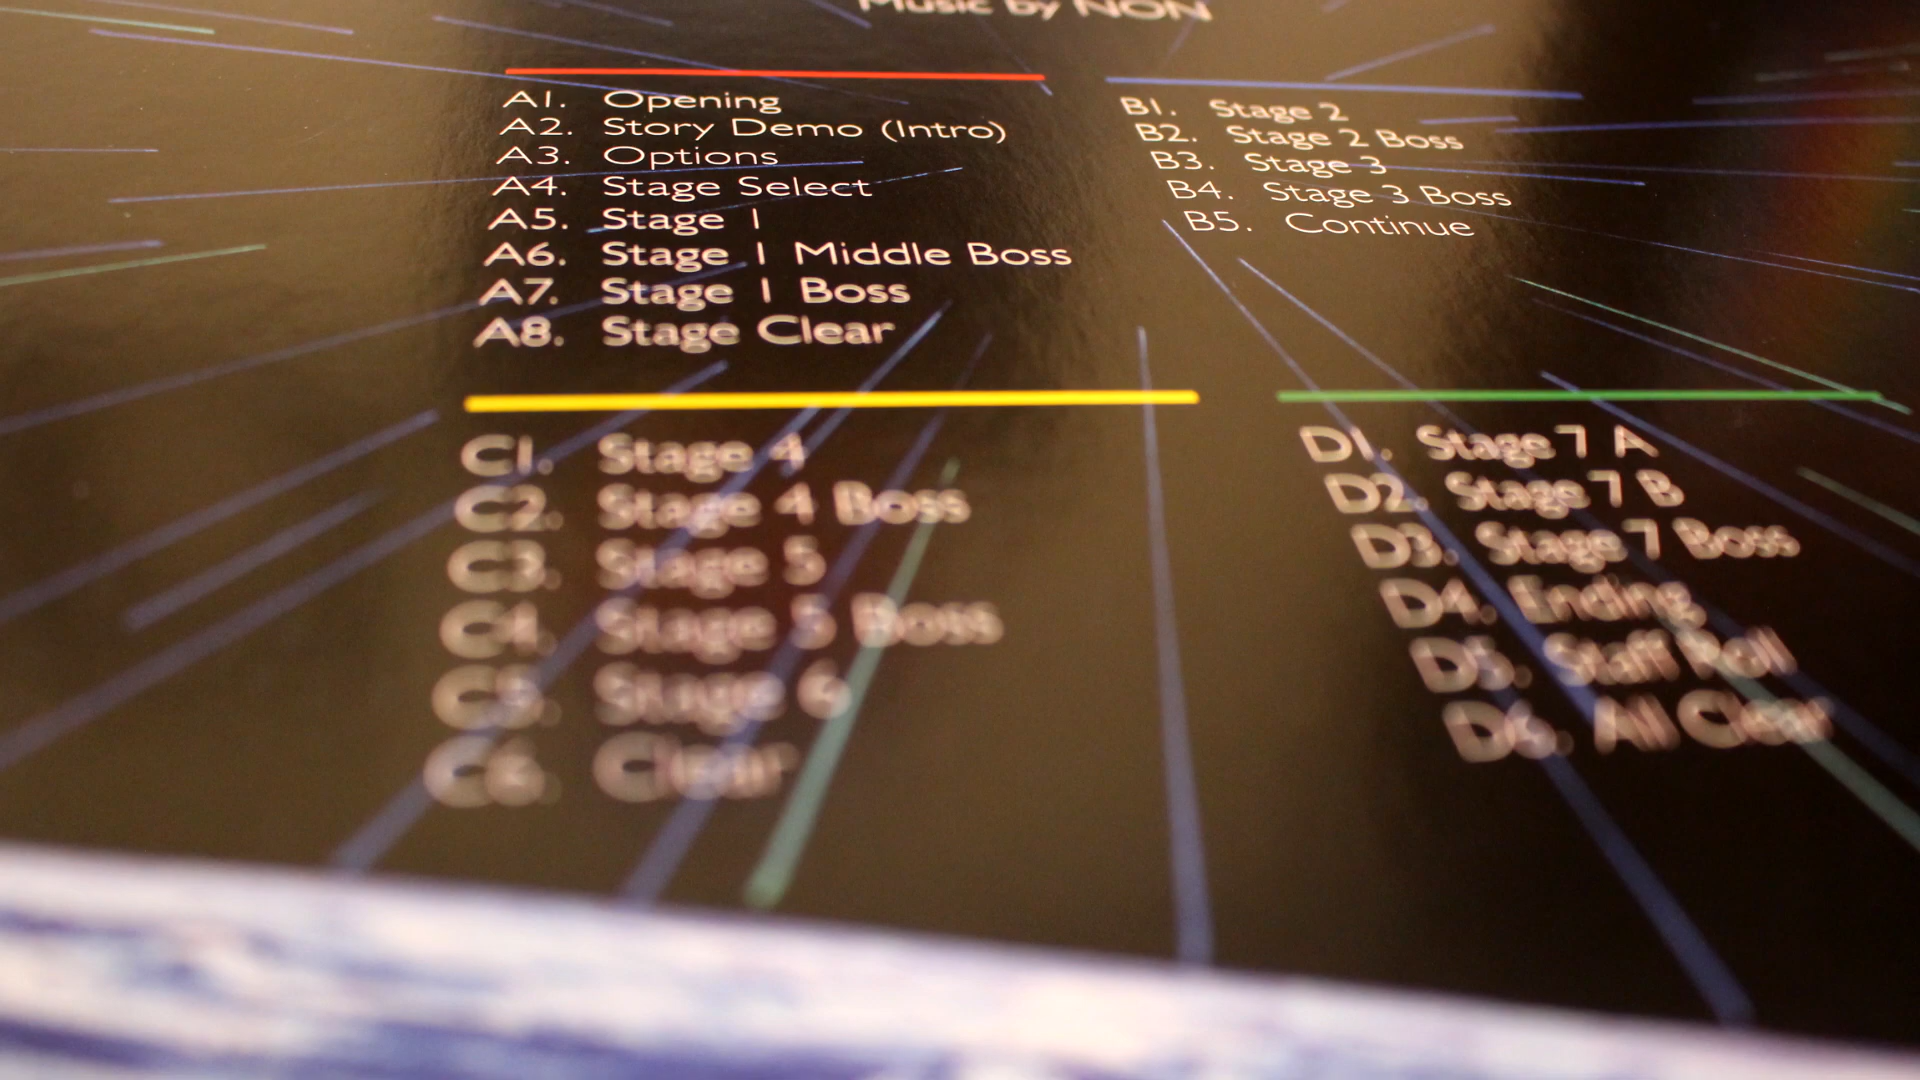 Music by NON
A1. Opening
A2. Story Demo (Intro)
A3. Options
A4. Stage Select
A5. Stage 1
A6. Stage 1 Middle Boss
A7. Stage 1 Boss
A8. Stage Clear
B1. Stage 2
B2. Stage 2 Boss
B3. Stage 3
B4. Stage 3 Boss
B5. Continue
C1. Stage 4
C2. Stage 4 Boss
C3. Stage 5
C4. Stage 5 Boss
C5. Stage 6
C6. Clear
D1. Stage 7 A
D2. Stage 7 B
D3. Stage 7 Boss
D4. Ending
D5. Staff Roll
D6. All Clear